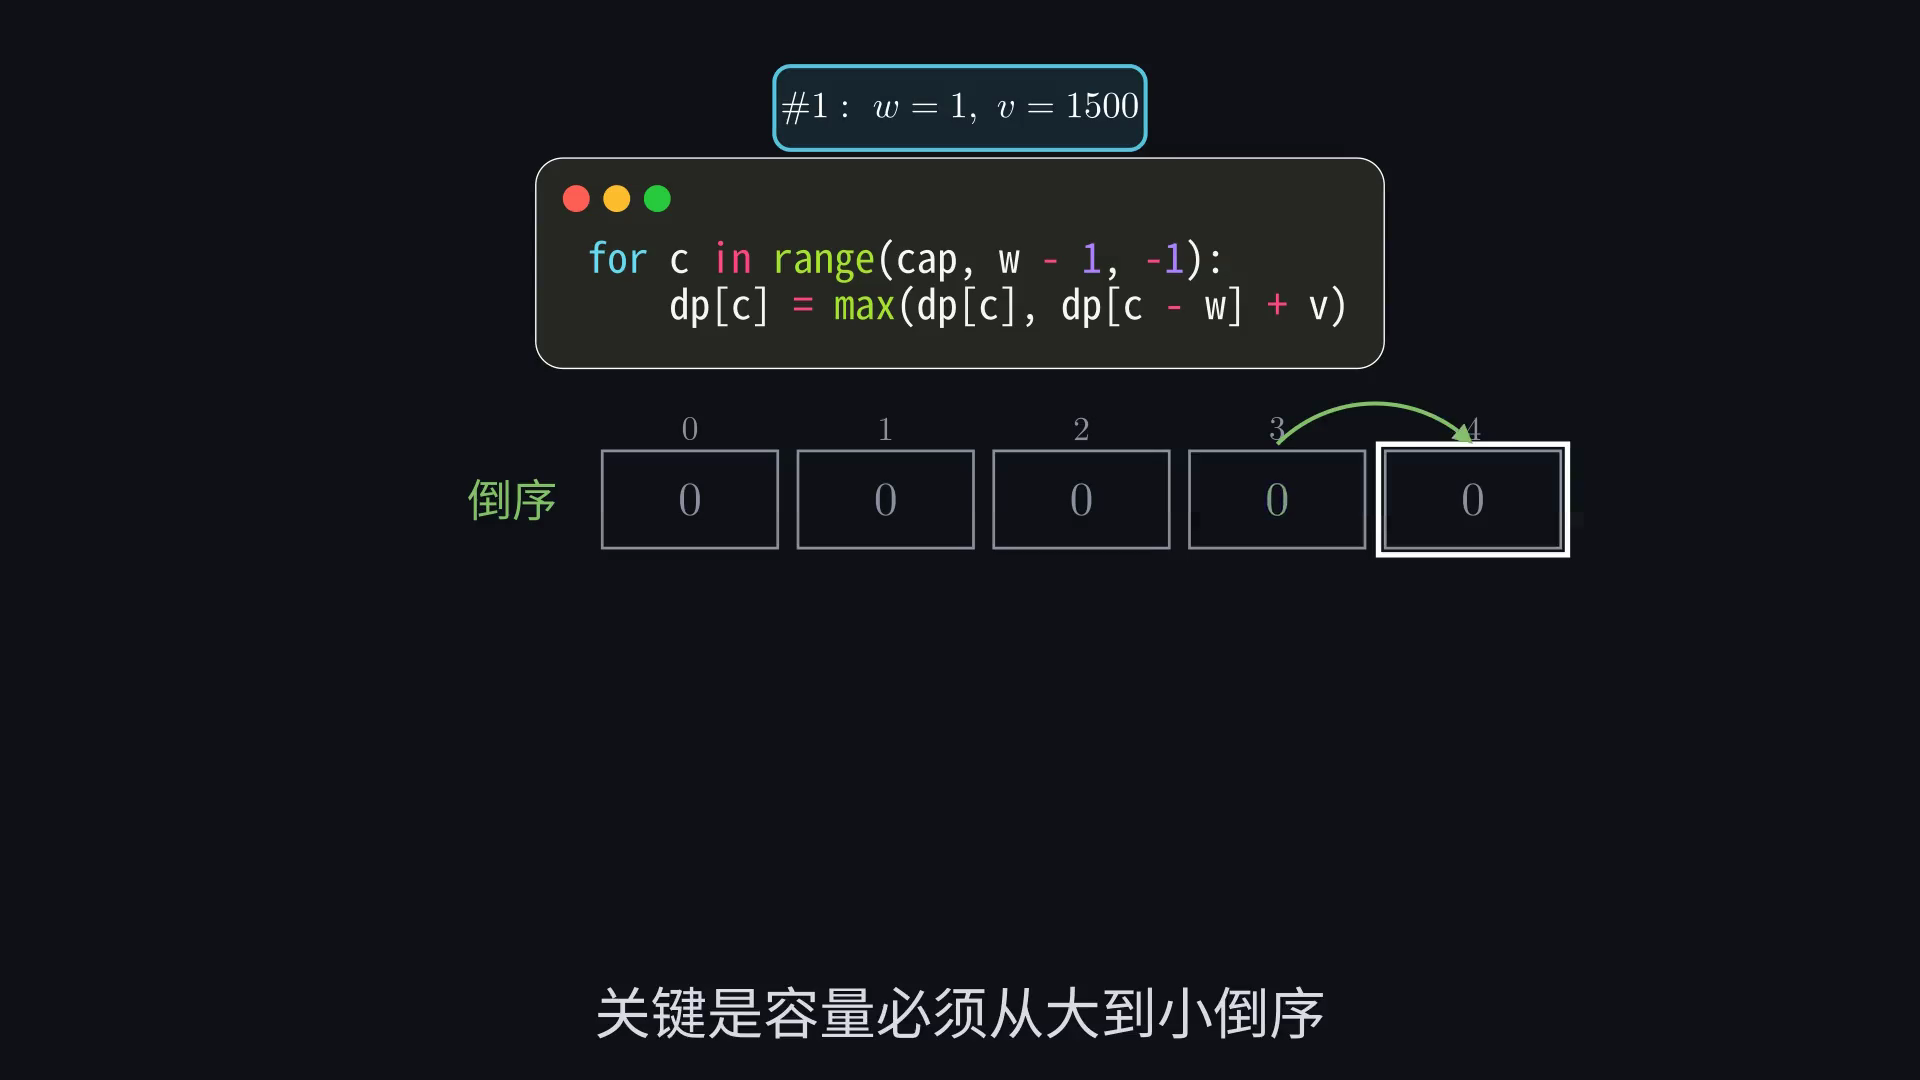 #1 : w = 1, v = 1500
for c in range(cap, w - 1, -1):
    dp[c] = max(dp[c], dp[c - w] + v)
0 1 2 3 4
倒序 0 0 0 0 0
关键是容量必须从大到小倒序